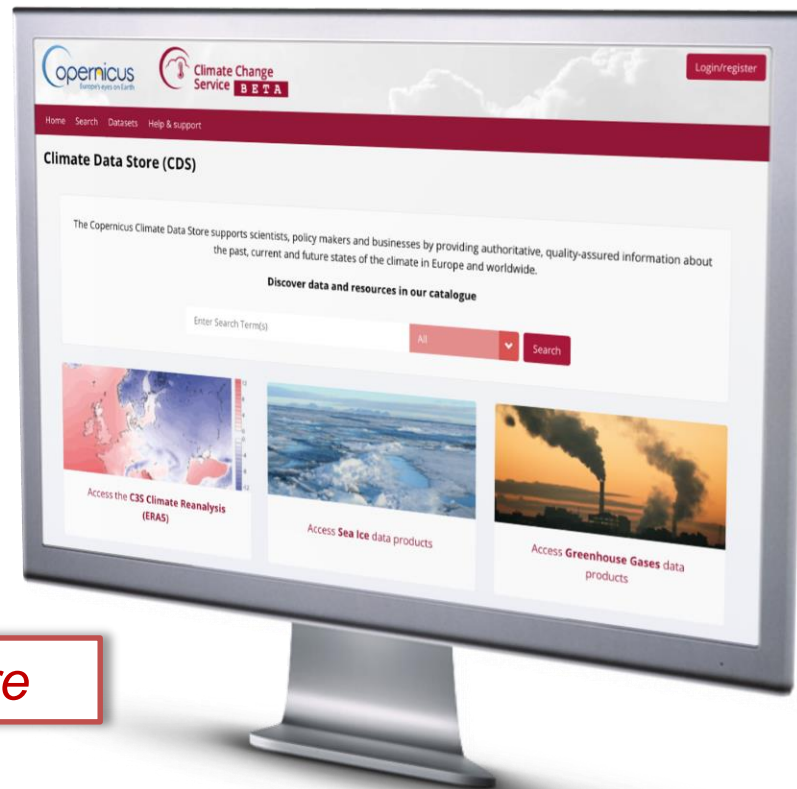 Copernicus
Europe's eyes on Earth
Climate Change
Service BETA
Login/register
Home Search Datasets Help & support
Climate Data Store (CDS)
The Copernicus Climate Data Store supports scientists, policy makers and businesses by providing authoritative, quality-assured information about
the past, current and future states of the climate in Europe and worldwide.
Discover data and resources in our catalogue
Enter Search Term(s)
All
Search
Access the C3S Climate Reanalysis
(ERA5)
Access Sea Ice data products
Access Greenhouse Gases data
products
re